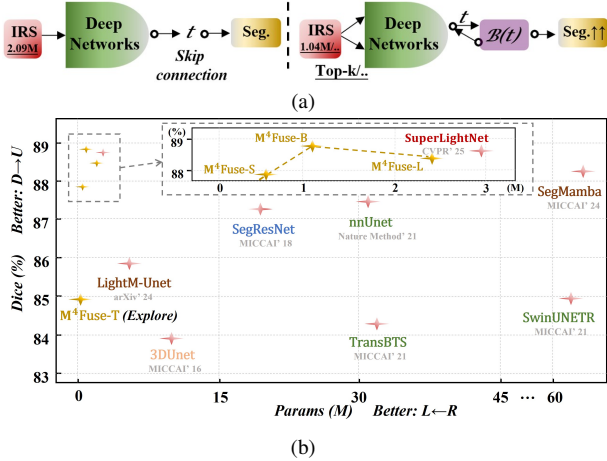 IRS
2.09M
Deep
Networks
t
Skip
connection
Seg.
IRS
1.04M/..
Top-k/..
Deep
Networks
t
B(t)
Seg.↑↑
(a)
Better: D→U
Dice (%)
89
88
87
86
85
84
83
(%)
89
88
M⁴Fuse-S
M⁴Fuse-B
M⁴Fuse-L
SuperLightNet
CVPR' 25
0
1
2
3
(M)
SegMamba
MICCAI' 24
SegResNet
MICCAI' 18
nnUnet
Nature Method' 21
LightM-Unet
arXiv' 24
M⁴Fuse-T (Explore)
3DUnet
MICCAI' 16
TransBTS
MICCAI' 21
SwinUNETR
MICCAI' 21
0
15
30
45 ··· 60
Params (M) Better: L←R
(b)